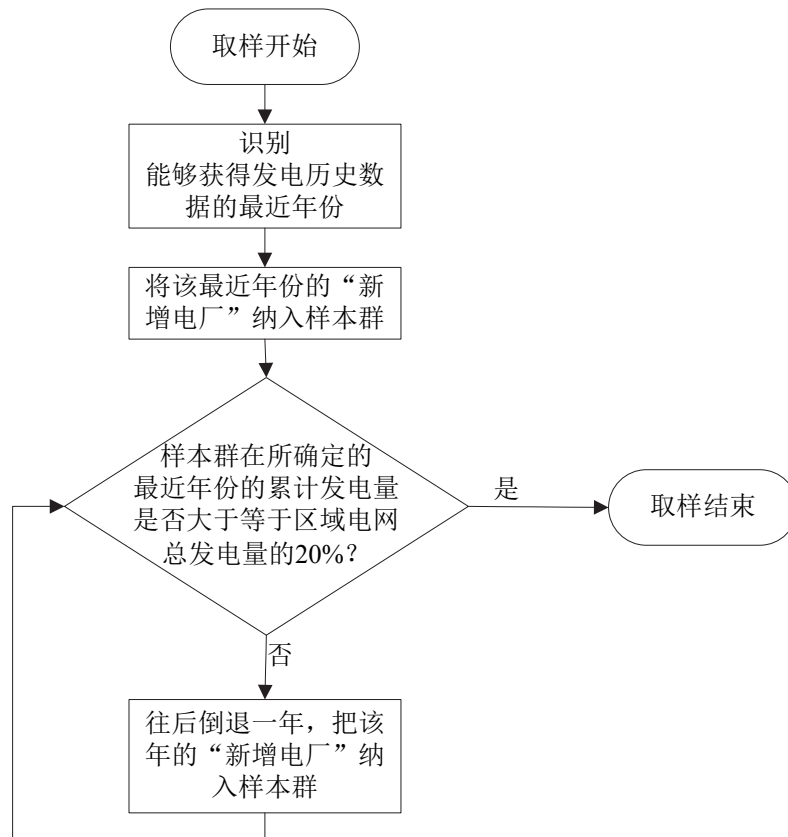 取样开始
识别
能够获得发电历史数
据的最近年份
将该最近年份的“新
增电厂”纳入样本群
样本群在所确定的
最近年份的累计发电量
是否大于等于区域电网
总发电量的20%?
是
取样结束
否
往后倒退一年，把该
年的“新增电厂”纳
入样本群